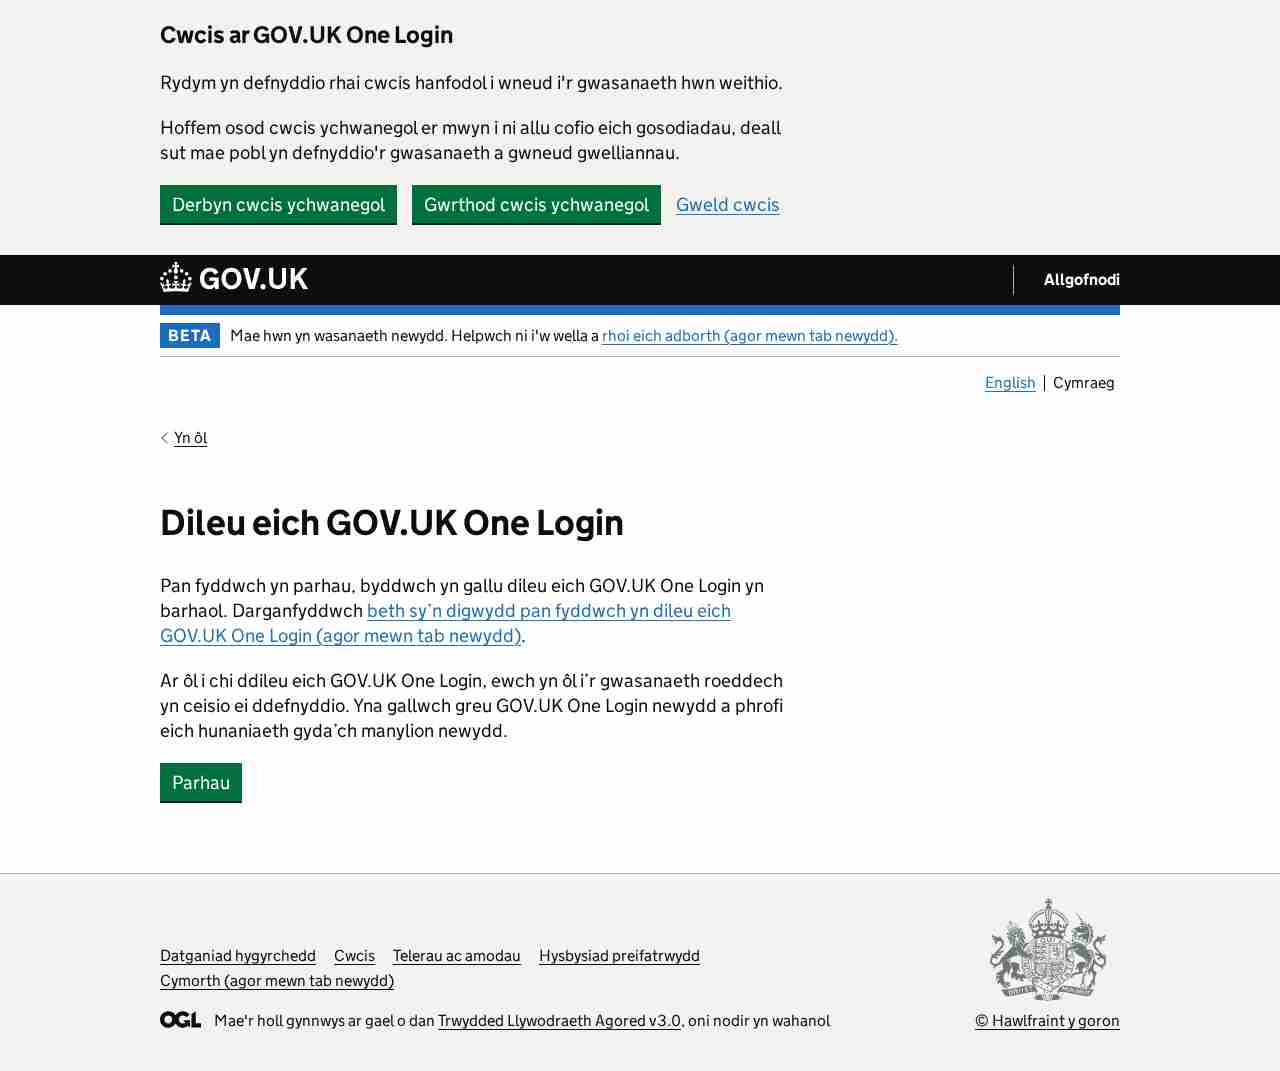 Cwcis ar GOV.UK One Login
Rydym yn defnyddio rhai cwcis hanfodol i wneud i'r gwasanaeth hwn weithio.
Hoffem osod cwcis ychwanegol er mwyn i ni allu cofio eich gosodiadau, deall
sut mae pobl yn defnyddio'r gwasanaeth a gwneud gwelliannau.
Derbyn cwcis ychwanegol Gwrthod cwcis ychwanegol Gweld cwcis
GOV.UK Allgofnodi
BETA Mae hwn yn wasanaeth newydd. Helpwch ni i'w wella a rhoi eich adborth (agor mewn tab newydd).
English Cymraeg
Yn ôl
Dileu eich GOV.UK One Login
Pan fyddwch yn parhau, byddwch yn gallu dileu eich GOV.UK One Login yn
barhaol. Darganfyddwch beth sy’n digwydd pan fyddwch yn dileu eich
GOV.UK One Login (agor mewn tab newydd).
Ar ôl i chi ddileu eich GOV.UK One Login, ewch yn ôl i’r gwasanaeth roeddech
yn ceisio ei ddefnyddio. Yna gallwch greu GOV.UK One Login newydd a phrofi
eich hunaniaeth gyda’ch manylion newydd.
Parhau
Datganiad hygyrchedd Cwcis Telerau ac amodau Hysbysiad preifatrwydd
Cymorth (agor mewn tab newydd)
OGL Mae'r holl gynnwys ar gael o dan Trwydded Llywodraeth Agored v3.0, oni nodir yn wahanol
© Hawlfraint y goron